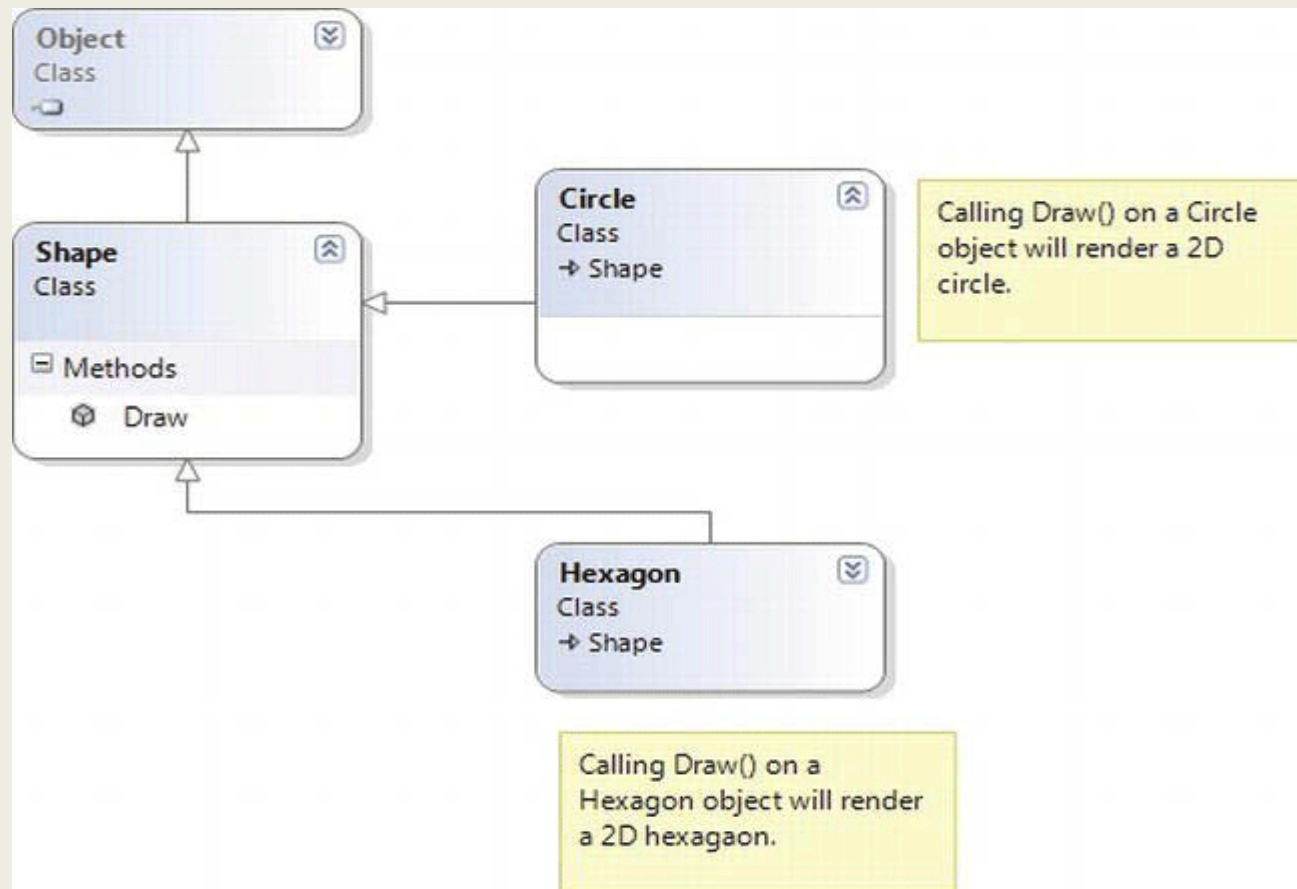 Object
Class
Shape
Class
Methods
Draw
Circle
Class
Shape
Calling Draw() on a Circle
object will render a 2D
circle.
Hexagon
Class
Shape
Calling Draw() on a
Hexagon object will render
a 2D hexagaon.